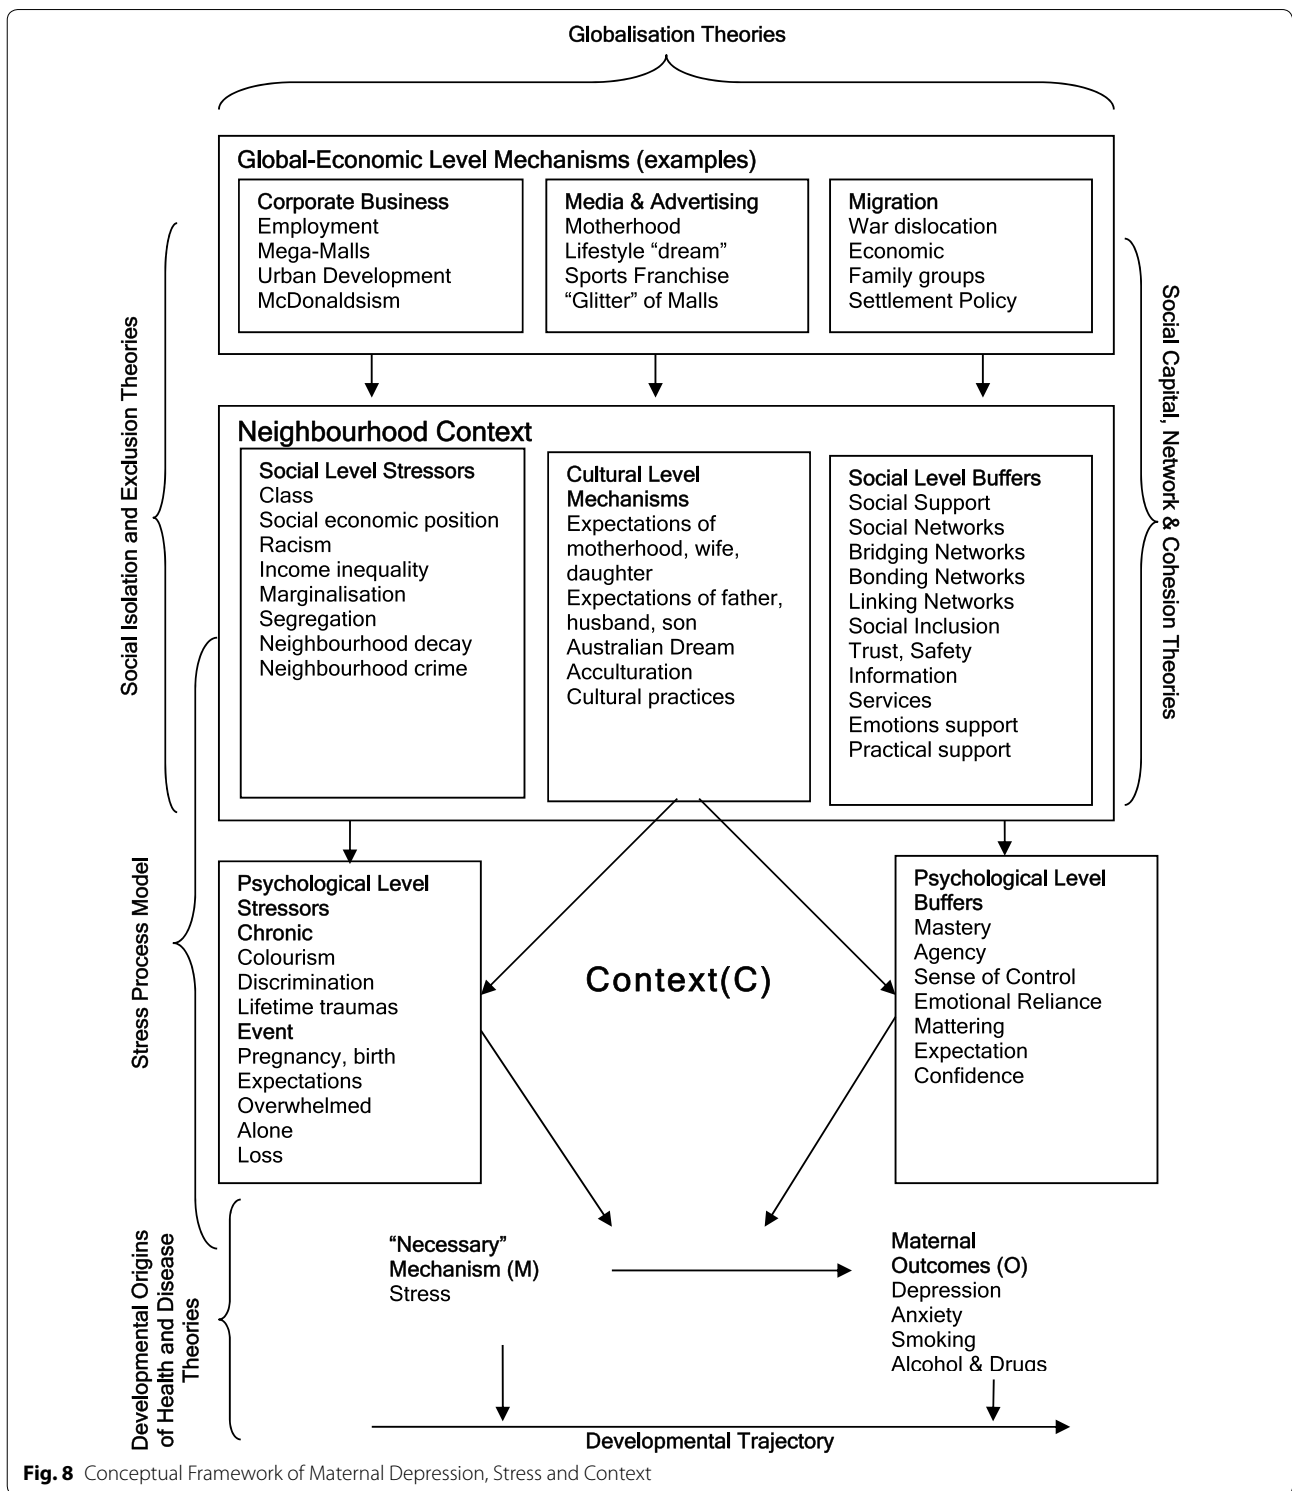 Globalisation Theories
Global-Economic Level Mechanisms (examples)
Corporate Business
Employment
Mega-Malls
Urban Development
McDonaldsism
Media & Advertising
Motherhood
Lifestyle “dream”
Sports Franchise
“Glitter” of Malls
Migration
War dislocation
Economic
Family groups
Settlement Policy
Social Isolation and Exclusion Theories
Social Capital, Network & Cohesion Theories
Neighbourhood Context
Social Level Stressors
Class
Social economic position
Racism
Income inequality
Marginalisation
Segregation
Neighbourhood decay
Neighbourhood crime
Cultural Level
Mechanisms
Expectations of
motherhood, wife,
daughter
Expectations of father,
husband, son
Australian Dream
Acculturation
Cultural practices
Social Level Buffers
Social Support
Social Networks
Bridging Networks
Bonding Networks
Linking Networks
Social Inclusion
Trust, Safety
Information
Services
Emotions support
Practical support
Stress Process Model
Psychological Level
Stressors
Chronic
Colourism
Discrimination
Lifetime traumas
Event
Pregnancy, birth
Expectations
Overwhelmed
Alone
Loss
Context(C)
Psychological Level
Buffers
Mastery
Agency
Sense of Control
Emotional Reliance
Mattering
Expectation
Confidence
Developmental Origins
of Health and Disease
Theories
“Necessary”
Mechanism (M)
Stress
Maternal
Outcomes (O)
Depression
Anxiety
Smoking
Alcohol & Drugs
Developmental Trajectory
Fig. 8 Conceptual Framework of Maternal Depression, Stress and Context